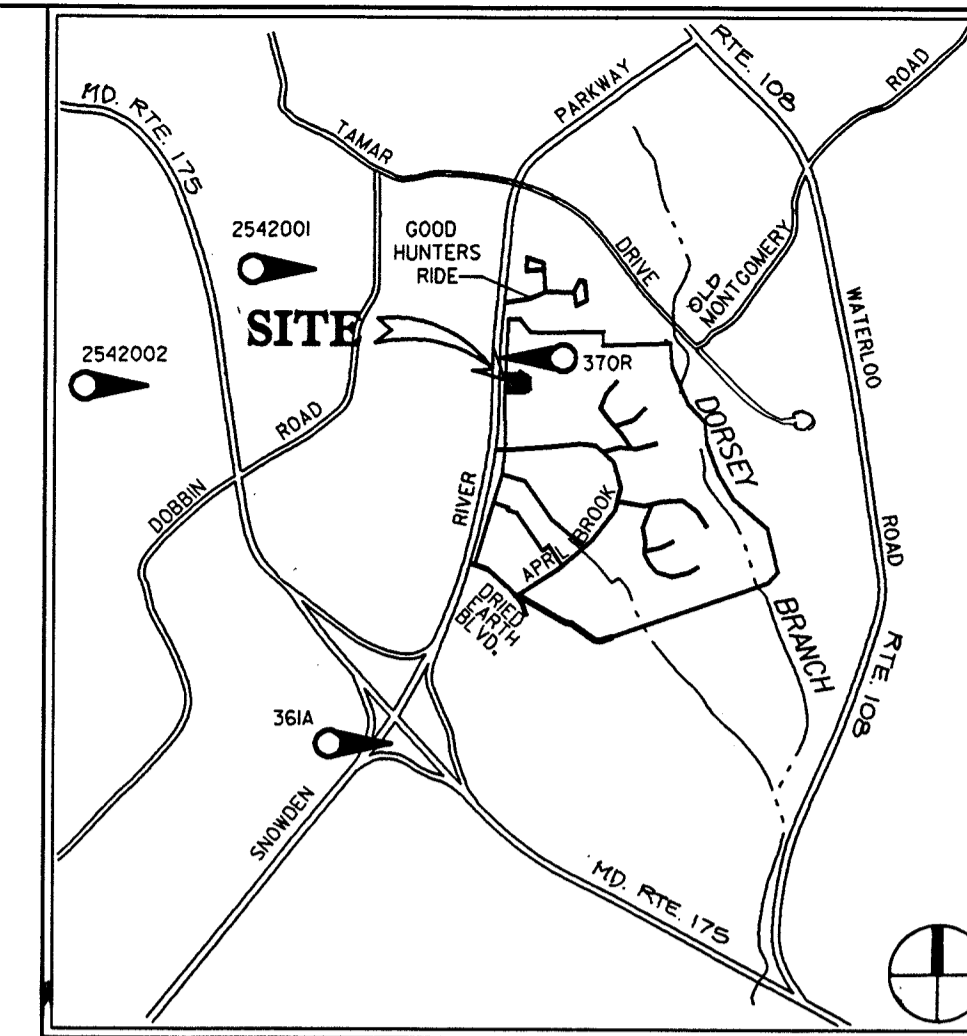 MD. RTE. 175
TAMAR
PARKWAY
RTE. 108
ROAD
2542001
GOOD
HUNTERS
RIDE
DRIVE
OLD
MONTGOMERY
SITE
2542002
370R
WATERLOO
DORSEY
ROAD
DOBBIN
RIVER
APRIL BROOK
ROAD
DRIED
EARTH
BLVD.
BRANCH
RTE. 108
361A
SNOWDEN
MD. RTE. 175